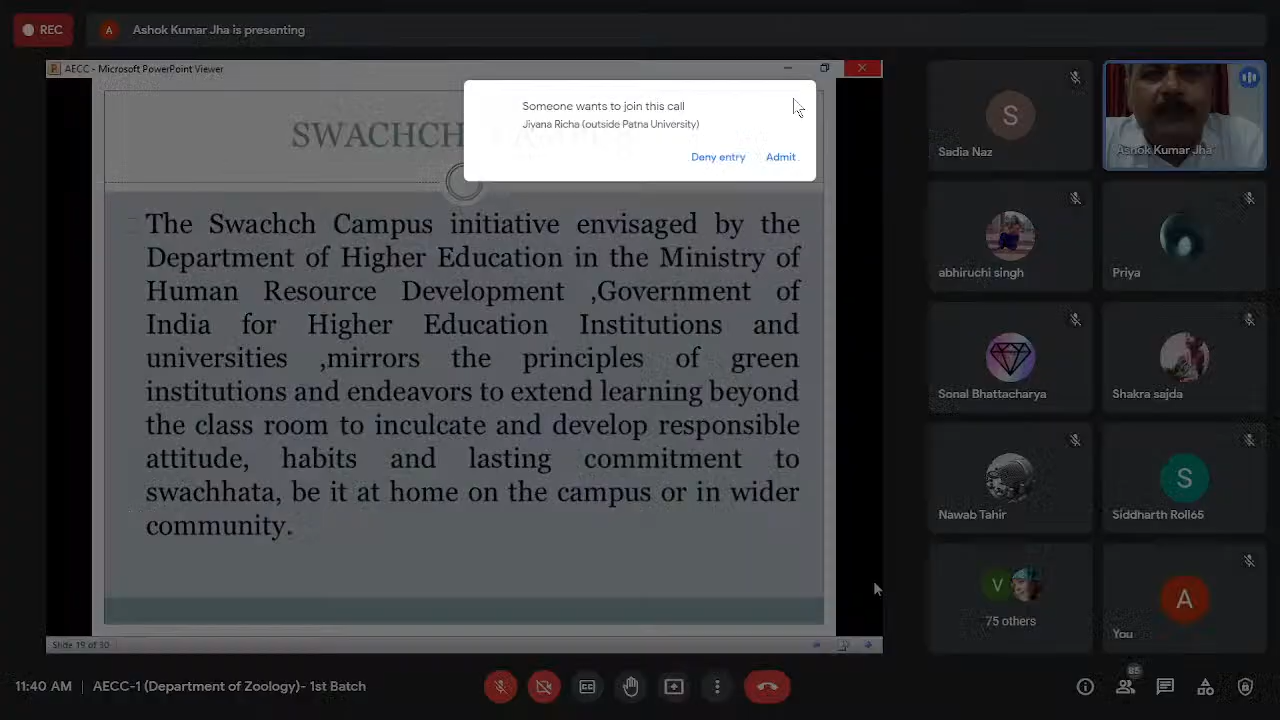 REC
A
Ashok Kumar Jha is presenting
AECC - Microsoft PowerPoint Viewer
Someone wants to join this call
Jiyana Richa (outside Patna University)
Deny entry
Admit
SWACHCH
The Swachch Campus initiative envisaged by the
Department of Higher Education in the Ministry of
Human Resource Development ,Government of
India for Higher Education Institutions and
universities ,mirrors the principles of green
institutions and endeavors to extend learning beyond
the class room to inculcate and develop responsible
attitude, habits and lasting commitment to
swachhata, be it at home on the campus or in wider
community.
Slide 19 of 30
S
Sadia Naz
Ashok Kumar Jha
abhiruchi singh
Priya
Sonal Bhattacharya
Shakra sajda
Nawab Tahir
S
Siddharth Roll65
V
75 others
A
You
11:40 AM | AECC-1 (Department of Zoology)- 1st Batch
85